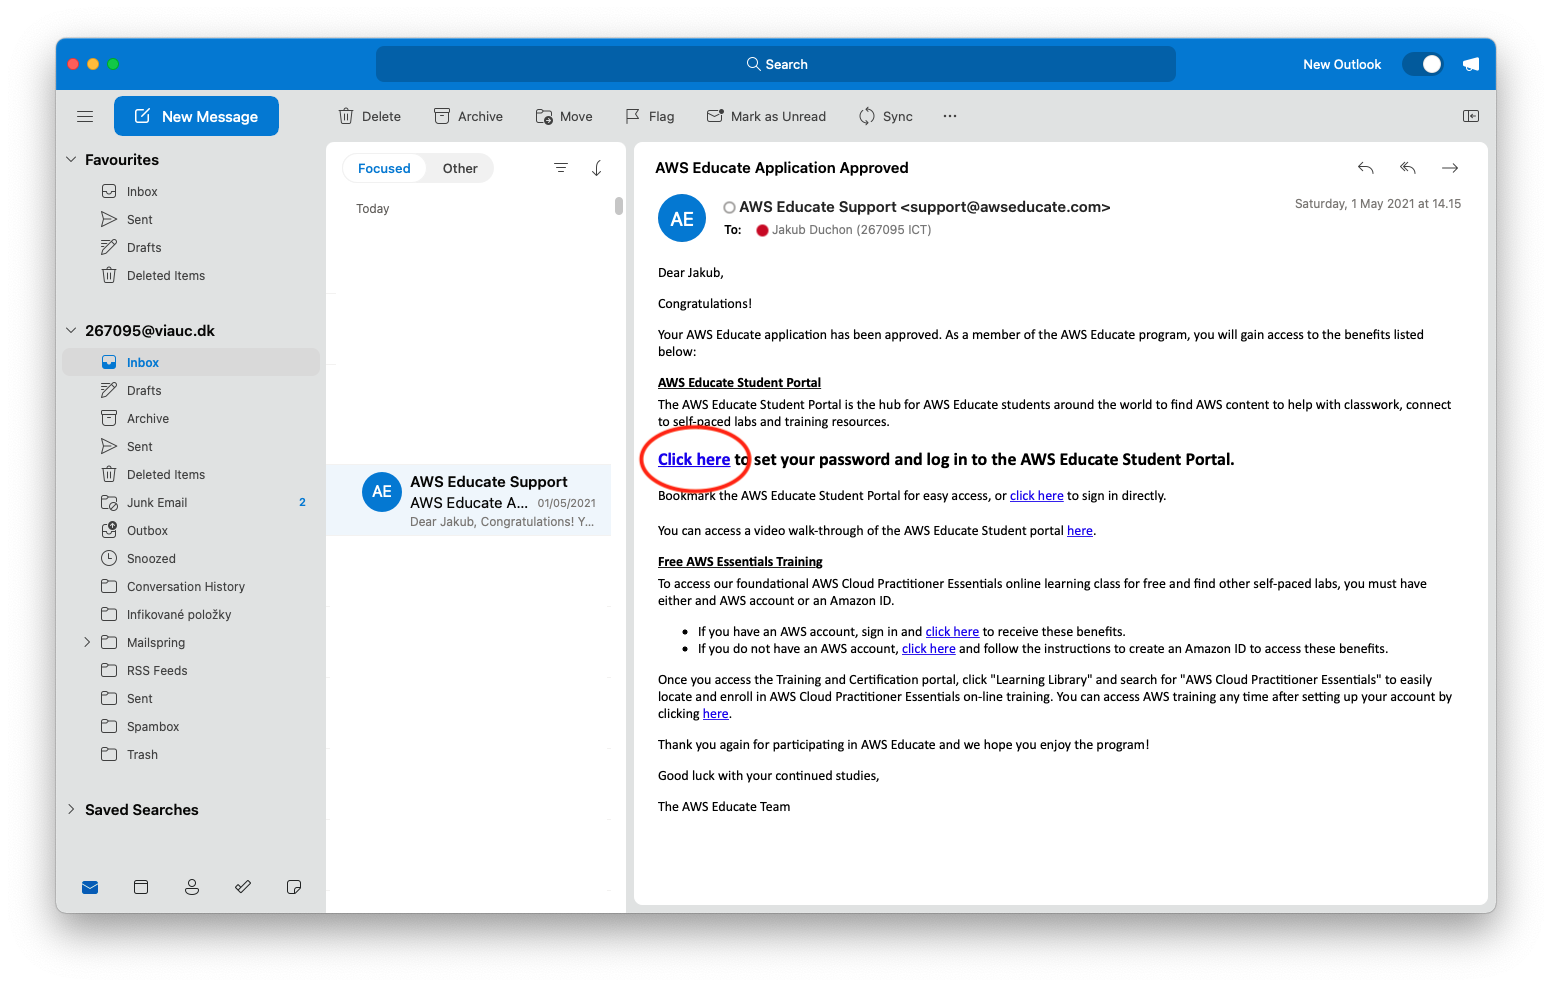 Search
New Outlook
New Message
Delete
Archive
Move
Flag
Mark as Unread
Sync
Favourites
Inbox
Sent
Drafts
Deleted Items
267095@viauc.dk
Inbox
Drafts
Archive
Sent
Deleted Items
Junk Email 2
Outbox
Snoozed
Conversation History
Infikované položky
Mailspring
RSS Feeds
Sent
Spambox
Trash
Saved Searches
Focused Other
Today
AE
AWS Educate Support
AWS Educate A... 01/05/2021
Dear Jakub, Congratulations! Y...
AWS Educate Application Approved
AE
AWS Educate Support <support@awseducate.com>
Saturday, 1 May 2021 at 14.15
To: Jakub Duchon (267095 ICT)
Dear Jakub,
Congratulations!
Your AWS Educate application has been approved. As a member of the AWS Educate program, you will gain access to the benefits listed
below:
AWS Educate Student Portal
The AWS Educate Student Portal is the hub for AWS Educate students around the world to find AWS content to help with classwork, connect
to self-paced labs and training resources.
Click here to set your password and log in to the AWS Educate Student Portal.
Bookmark the AWS Educate Student Portal for easy access, or click here to sign in directly.
You can access a video walk-through of the AWS Educate Student portal here.
Free AWS Essentials Training
To access our foundational AWS Cloud Practitioner Essentials online learning class for free and find other self-paced labs, you must have
either and AWS account or an Amazon ID.
• If you have an AWS account, sign in and click here to receive these benefits.
• If you do not have an AWS account, click here and follow the instructions to create an Amazon ID to access these benefits.
Once you access the Training and Certification portal, click "Learning Library" and search for "AWS Cloud Practitioner Essentials" to easily
locate and enroll in AWS Cloud Practitioner Essentials on-line training. You can access AWS training any time after setting up your account by
clicking here.
Thank you again for participating in AWS Educate and we hope you enjoy the program!
Good luck with your continued studies,
The AWS Educate Team